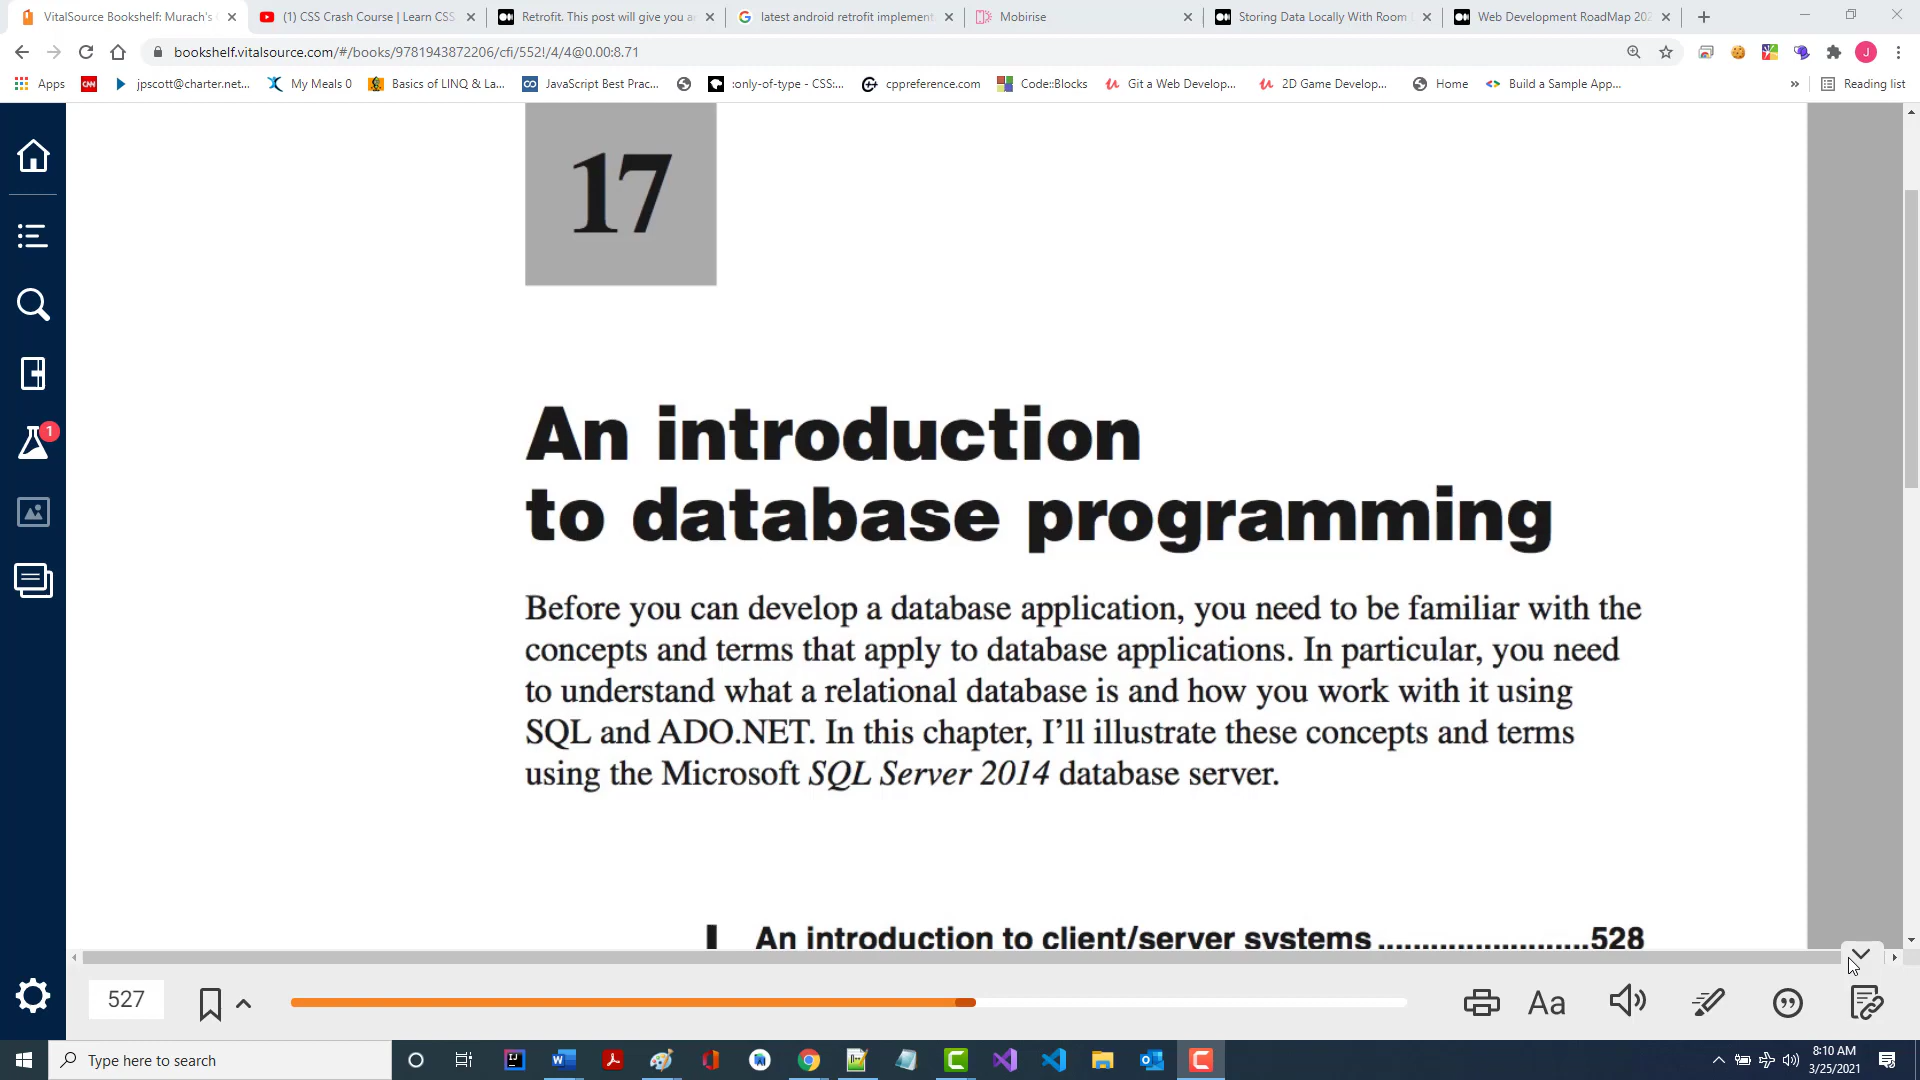 VitalSource Bookshelf: Murach's
(1) CSS Crash Course | Learn CSS
Retrofit. This post will give you a
latest android retrofit implement
Mobirise
Storing Data Locally With Room
Web Development RoadMap 202
bookshelf.vitalsource.com/#/books/9781943872206/cfi/552!/4/4@0.00:8.71
J
Apps
CNN
jpscott@charter.net...
My Meals 0
Basics of LINQ & La...
JavaScript Best Prac...
:only-of-type - CSS:...
cppreference.com
Code::Blocks
Git a Web Develop...
2D Game Develop...
Home
Build a Sample App...
»
Reading list
17
An introduction
to database programming
Before you can develop a database application, you need to be familiar with the
concepts and terms that apply to database applications. In particular, you need
to understand what a relational database is and how you work with it using
SQL and ADO.NET. In this chapter, I'll illustrate these concepts and terms
using the Microsoft SQL Server 2014 database server.
An introduction to client/server systems ........................528
1
527
Aa
Type here to search
8:10 AM
3/25/2021